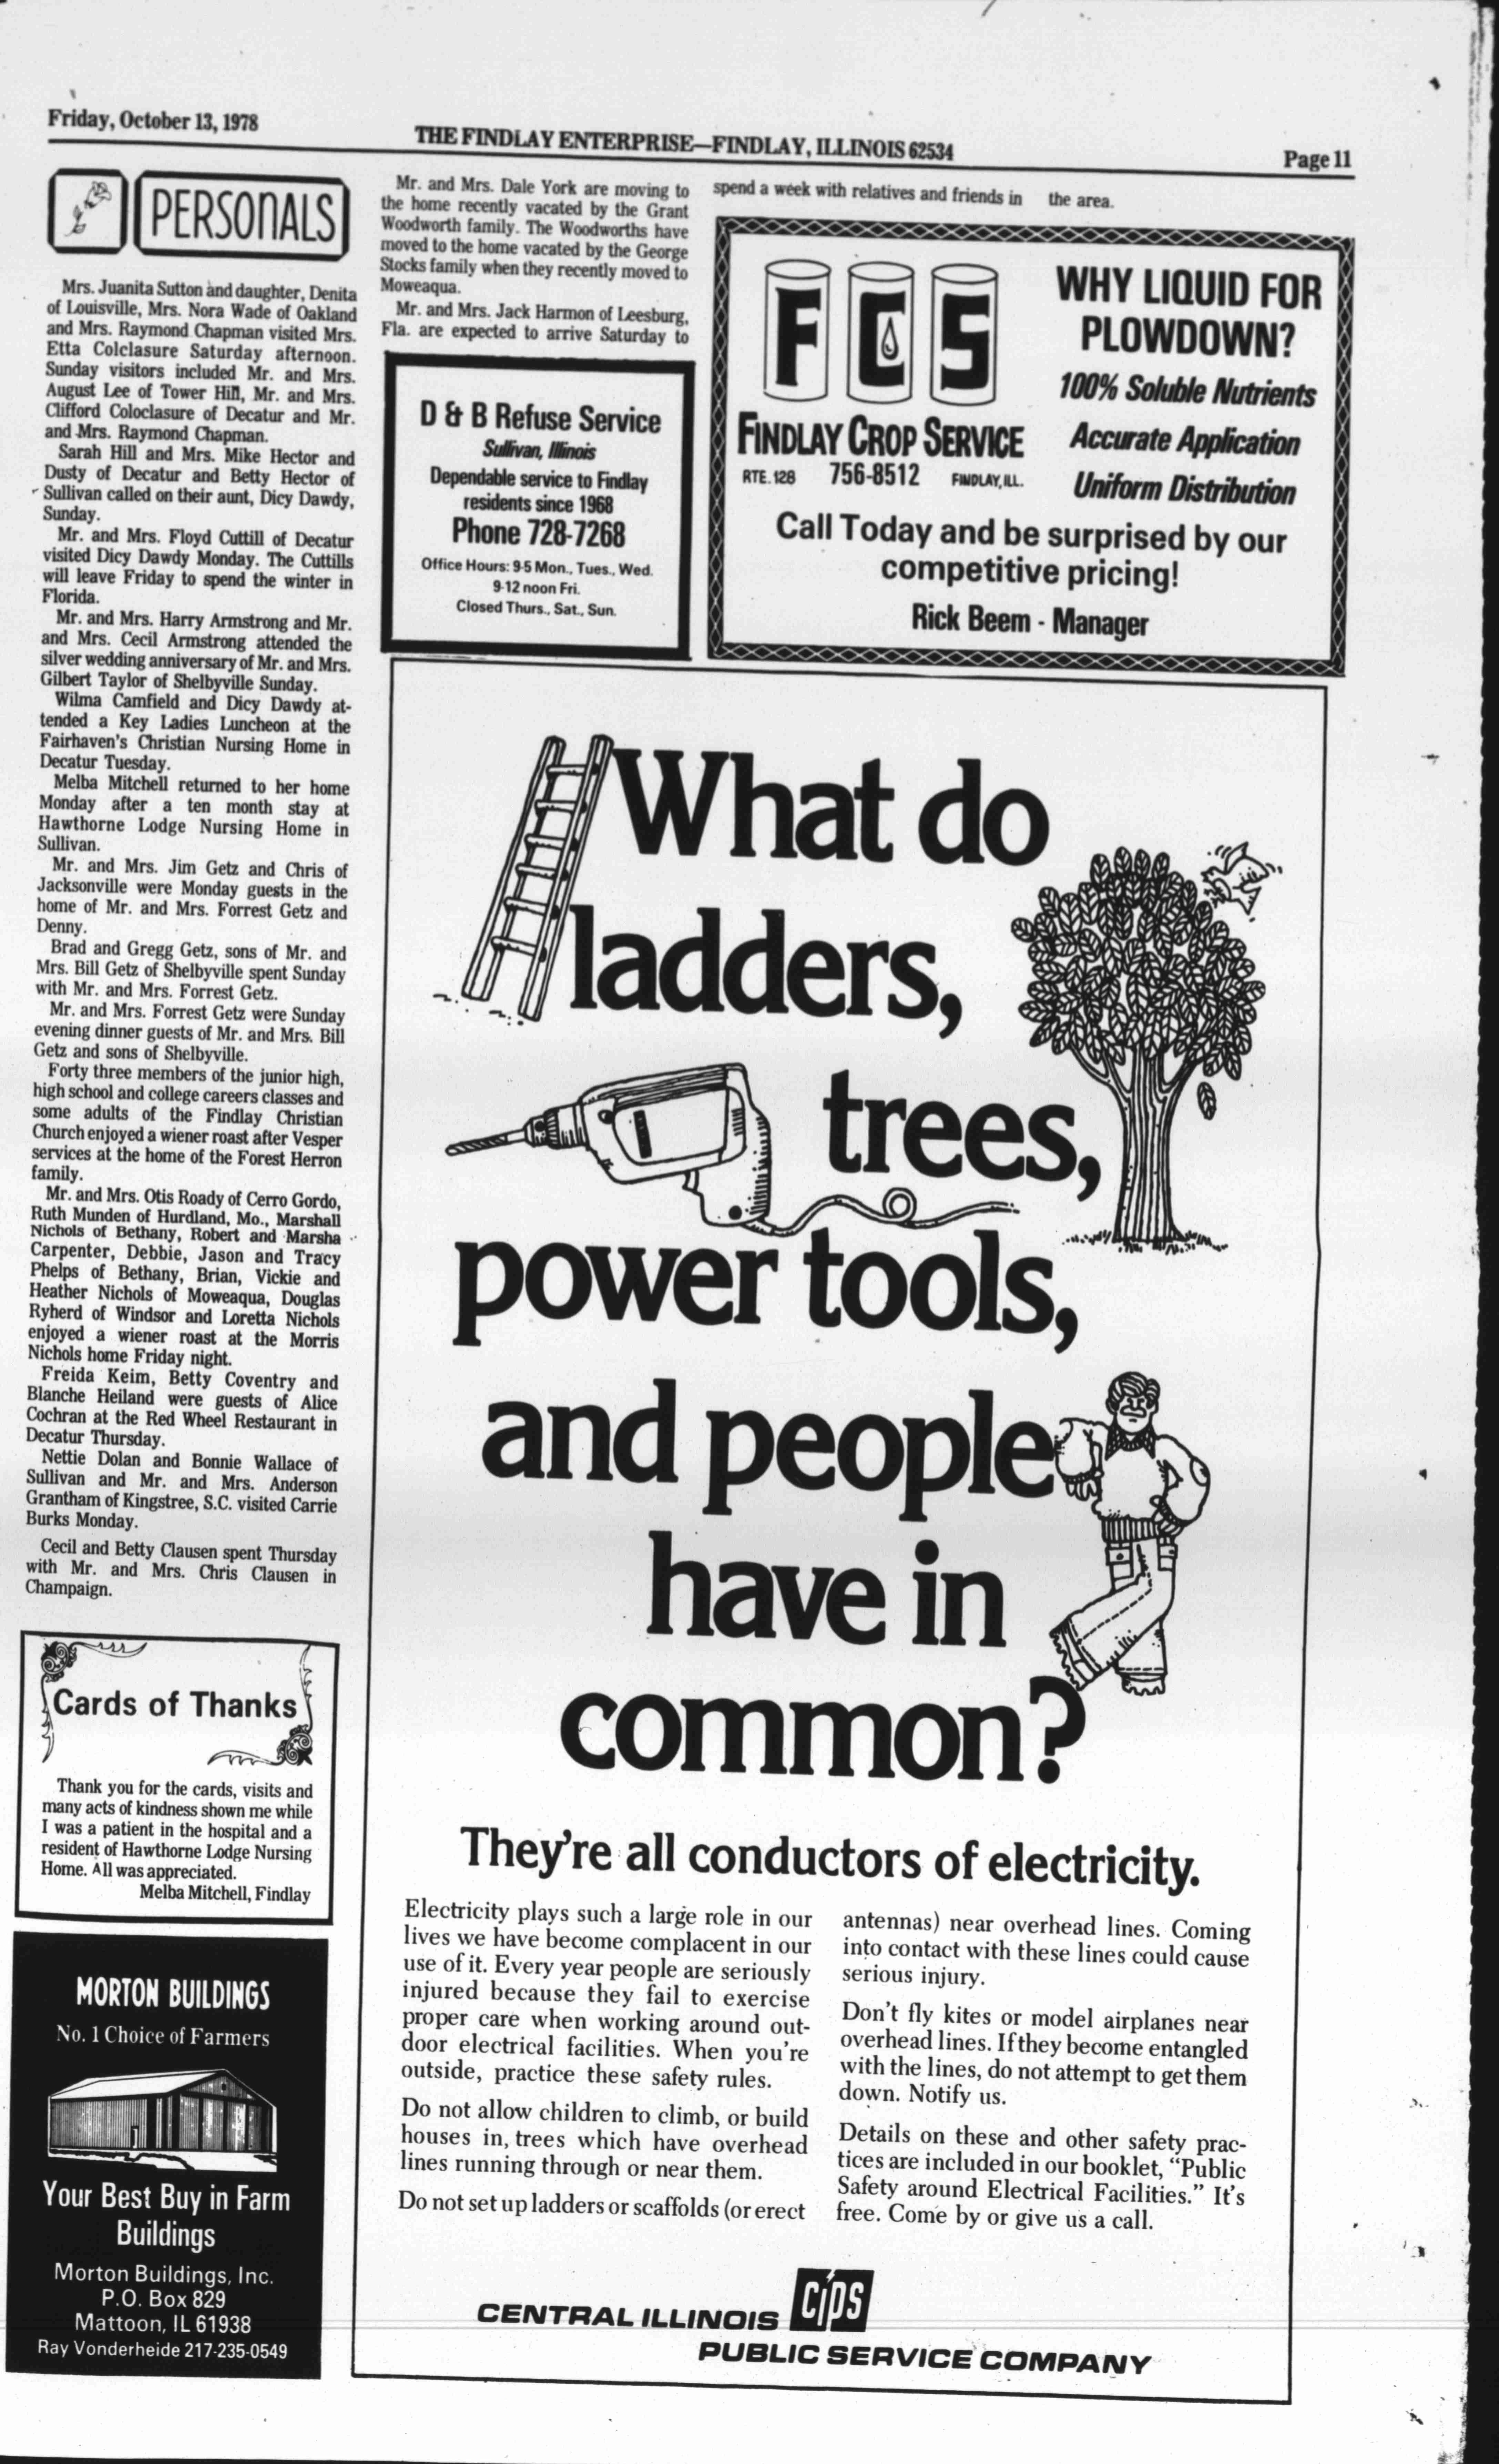 Friday, October 13, 1978
THE FINDLAY ENTERPRISE—FINDLAY, ILLINOIS 62534
Page 11
PERSONALS
Mrs. Juanita Sutton and daughter, Denita
of Louisville, Mrs. Nora Wade of Oakland
and Mrs. Raymond Chapman visited Mrs.
Etta Colclasure Saturday afternoon.
Sunday visitors included Mr. and Mrs.
August Lee of Tower Hill, Mr. and Mrs.
Clifford Coloclasure of Decatur and Mr.
and Mrs. Raymond Chapman.
Sarah Hill and Mrs. Mike Hector and
Dusty of Decatur and Betty Hector of
Sullivan called on their aunt, Dicy Dawdy,
Sunday.
Mr. and Mrs. Floyd Cuttill of Decatur
visited Dicy Dawdy Monday. The Cuttills
will leave Friday to spend the winter in
Florida.
Mr. and Mrs. Harry Armstrong and Mr.
and Mrs. Cecil Armstrong attended the
silver wedding anniversary of Mr. and Mrs.
Gilbert Taylor of Shelbyville Sunday.
Wilma Camfield and Dicy Dawdy at-
tended a Key Ladies Luncheon at the
Fairhaven's Christian Nursing Home in
Decatur Tuesday.
Melba Mitchell returned to her home
Monday after a ten month stay at
Hawthorne Lodge Nursing Home in
Sullivan.
Mr. and Mrs. Jim Getz and Chris of
Jacksonville were Monday guests in the
home of Mr. and Mrs. Forrest Getz and
Denny.
Brad and Gregg Getz, sons of Mr. and
Mrs. Bill Getz of Shelbyville spent Sunday
with Mr. and Mrs. Forrest Getz.
Mr. and Mrs. Forrest Getz were Sunday
evening dinner guests of Mr. and Mrs. Bill
Getz and sons of Shelbyville.
Forty three members of the junior high,
high school and college careers classes and
some adults of the Findlay Christian
Church enjoyed a wiener roast after Vesper
services at the home of the Forest Herron
family.
Mr. and Mrs. Otis Roady of Cerro Gordo,
Ruth Munden of Hurdland, Mo., Marshall
Nichols of Bethany, Robert and Marsha
Carpenter, Debbie, Jason and Tracy
Phelps of Bethany, Brian, Vickie and
Heather Nichols of Moweaqua, Douglas
Ryherd of Windsor and Loretta Nichols
enjoyed a wiener roast at the Morris
Nichols home Friday night.
Freida Keim, Betty Coventry and
Blanche Heiland were guests of Alice
Cochran at the Red Wheel Restaurant in
Decatur Thursday.
Nettie Dolan and Bonnie Wallace of
Sullivan and Mr. and Mrs. Anderson
Grantham of Kingstree, S.C. visited Carrie
Burks Monday.
Cecil and Betty Clausen spent Thursday
with Mr. and Mrs. Chris Clausen in
Champaign.
Cards of Thanks
Thank you for the cards, visits and
many acts of kindness shown me while
I was a patient in the hospital and a
resident of Hawthorne Lodge Nursing
Home. All was appreciated.
Melba Mitchell, Findlay
MORTON BUILDINGS
No. 1 Choice of Farmers
Your Best Buy in Farm
Buildings
Morton Buildings, Inc.
P.O. Box 829
Mattoon, IL 61938
Ray Vonderheide 217-235-0549
Mr. and Mrs. Dale York are moving to
the home recently vacated by the Grant
Woodworth family. The Woodworths have
moved to the home vacated by the George
Stocks family when they recently moved to
Moweaqua.
Mr. and Mrs. Jack Harmon of Leesburg,
Fla. are expected to arrive Saturday to
spend a week with relatives and friends in the area.
D & B Refuse Service
Sullivan, Illinois
Dependable service to Findlay
residents since 1968
Phone 728-7268
Office Hours: 9-5 Mon., Tues., Wed.
9-12 noon Fri.
Closed Thurs., Sat., Sun.
FCS
FINDLAY CROP SERVICE
RTE. 128 756-8512 FINDLAY, ILL.
WHY LIQUID FOR
PLOWDOWN?
100% Soluble Nutrients
Accurate Application
Uniform Distribution
Call Today and be surprised by our
competitive pricing!
Rick Beem - Manager
What do
ladders,
trees,
power tools,
and people
have in
common?
They're all conductors of electricity.
Electricity plays such a large role in our
lives we have become complacent in our
use of it. Every year people are seriously
injured because they fail to exercise
proper care when working around out-
door electrical facilities. When you're
outside, practice these safety rules.
Do not allow children to climb, or build
houses in, trees which have overhead
lines running through or near them.
Do not set up ladders or scaffolds (or erect
antennas) near overhead lines. Coming
into contact with these lines could cause
serious injury.
Don't fly kites or model airplanes near
overhead lines. If they become entangled
with the lines, do not attempt to get them
down. Notify us.
Details on these and other safety prac-
tices are included in our booklet, "Public
Safety around Electrical Facilities." It's
free. Come by or give us a call.
CENTRAL ILLINOIS CIPS
PUBLIC SERVICE COMPANY